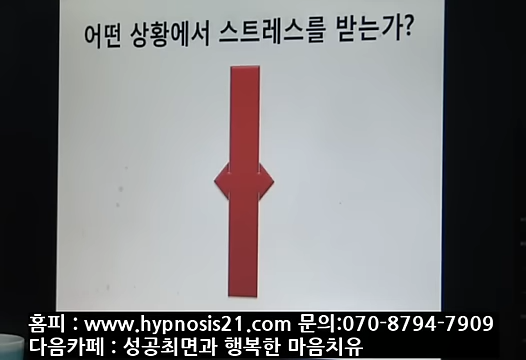 어떤 상황에서 스트레스를 받는가?
홈피 : www.hypnosis21.com 문의:070-8794-7909
다음카페 : 성공최면과 행복한 마음치유